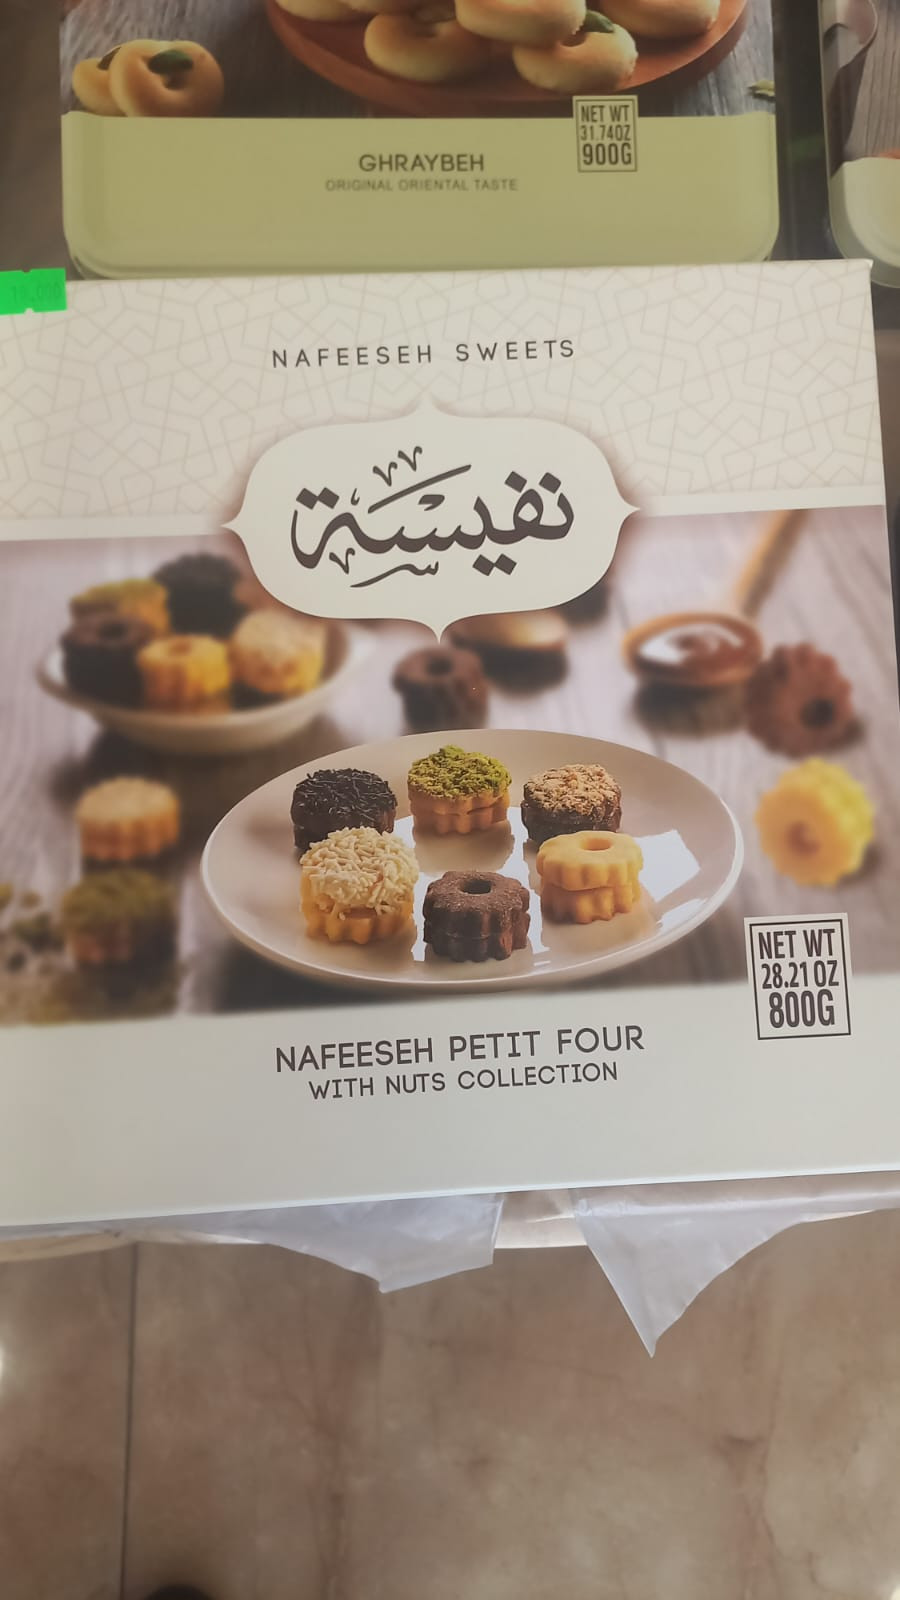 NET WT
31.74OZ
900G
GHRAYBEH
ORIGINAL ORIENTAL TASTE
NAFEESEH SWEETS
نفيسة
NET WT
28.21 OZ
800G
NAFEESEH PETIT FOUR
WITH NUTS COLLECTION